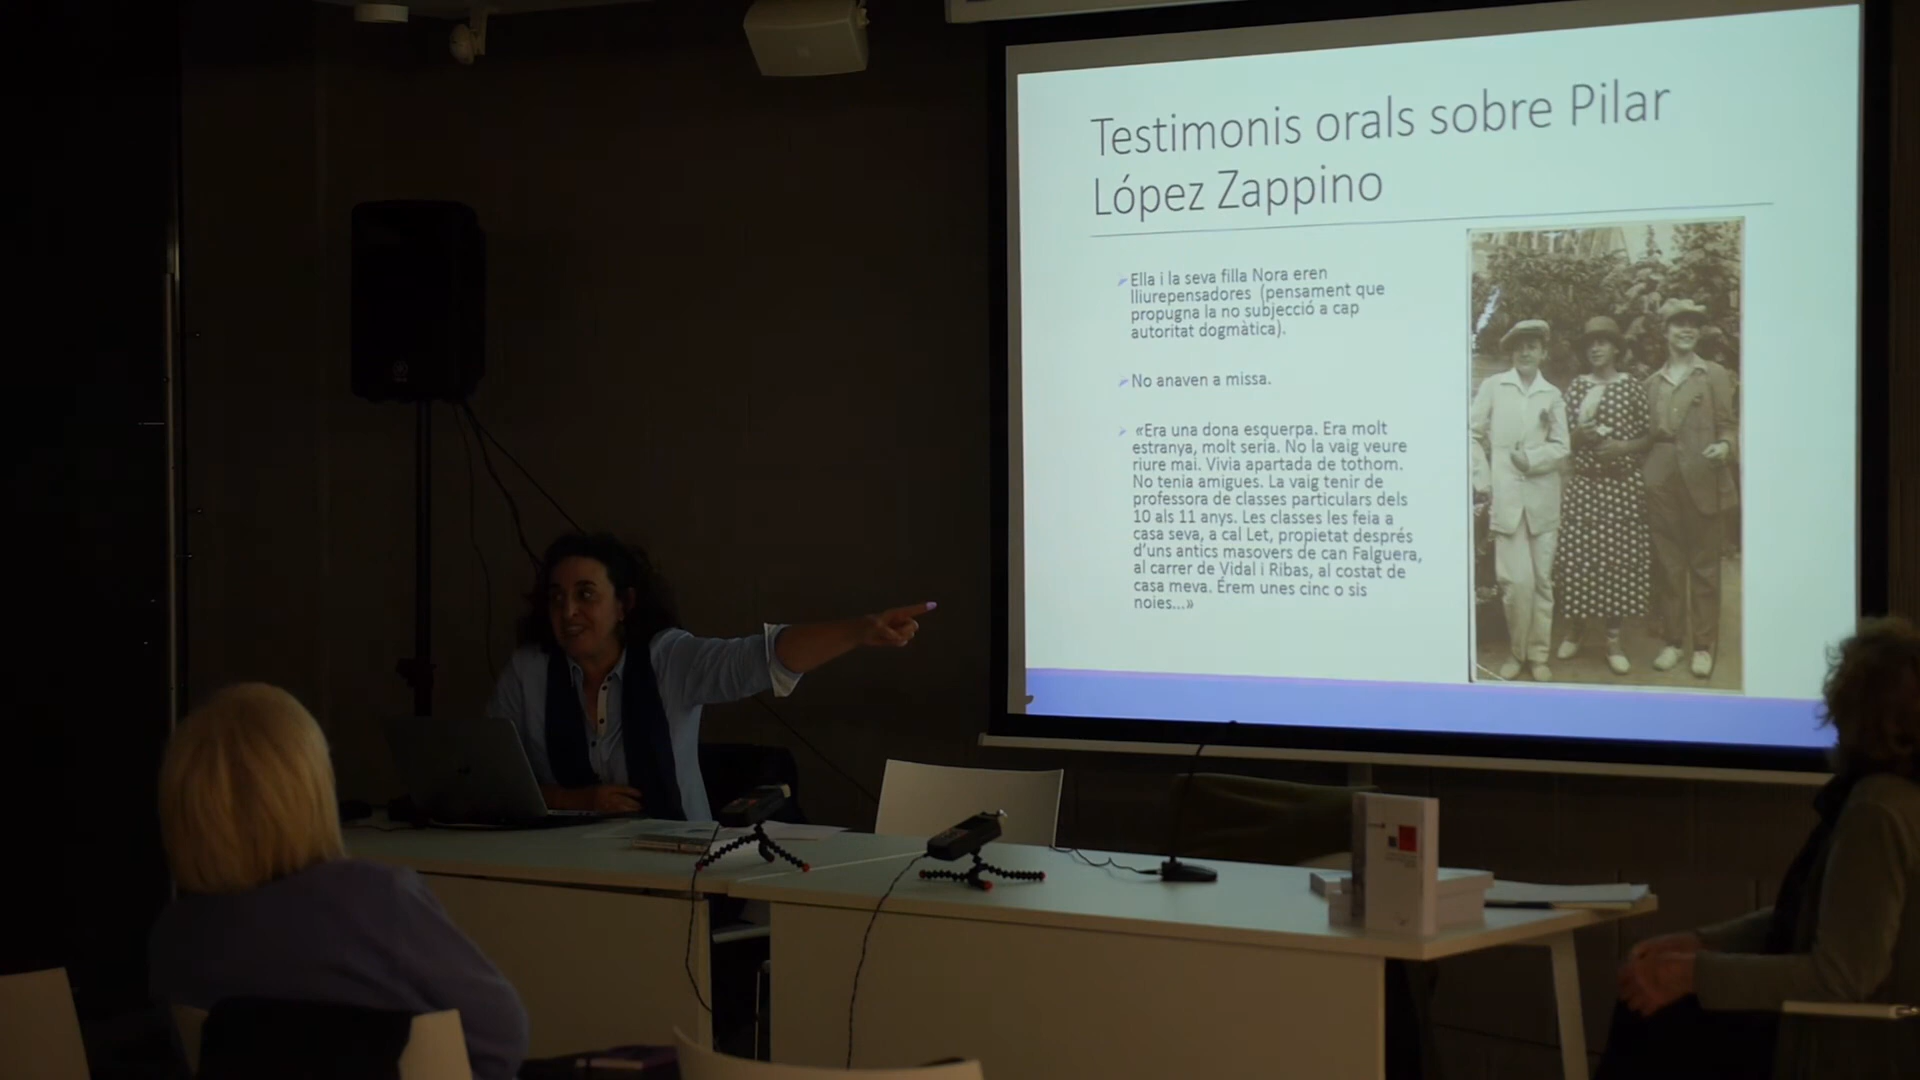 Testimonis orals sobre Pilar
López Zappino
Ella i la seva filla Nora eren
lliurepensadores (pensament que
propugna la no subjecció a cap
autoritat dogmàtica).
No anaven a missa.
«Era una dona esquerpa. Era molt
estranya, molt seria. No la vaig veure
riure mai. Vivia apartada de tothom.
No tenia amigues. La vaig tenir de
professora de classes particulars dels
10 als 11 anys. Les classes les feia a
casa seva, a cal Let, propietat després
d'uns antics masovers de can Falguera,
al carrer de Vidal i Ribas, al costat de
casa meva. Érem unes cinc o sis
noies...»